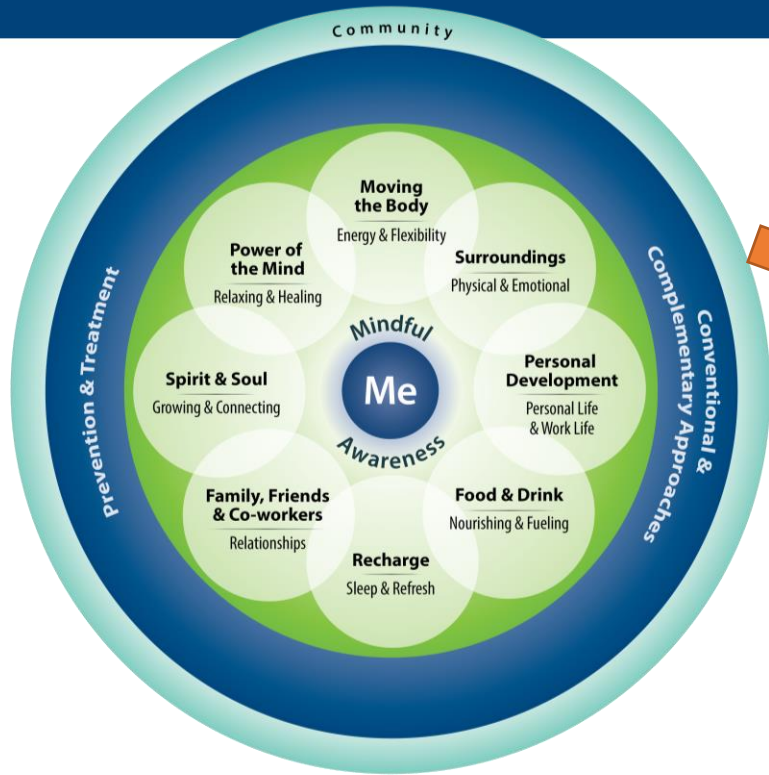 Community
Prevention & Treatment
Conventional &
Complementary Approaches
Moving
the Body
Energy & Flexibility
Surroundings
Physical & Emotional
Personal
Development
Personal Life
& Work Life
Food & Drink
Nourishing & Fueling
Recharge
Sleep & Refresh
Family, Friends
& Co-workers
Relationships
Spirit & Soul
Growing & Connecting
Power of
the Mind
Relaxing & Healing
Mindful
Me
Awareness